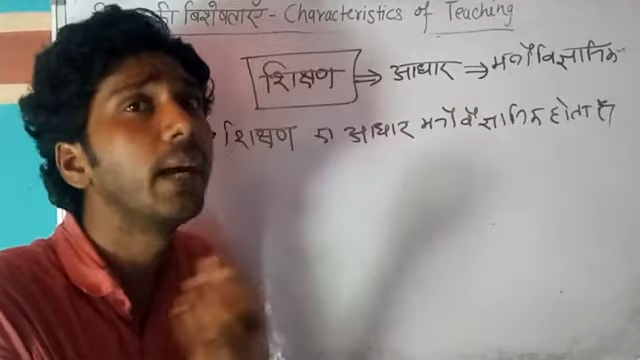 की बिशेषताएँ - Characteristics of Teaching
शिक्षण ⇒ आधार ⇒ मनोविज्ञानिक
शिक्षण का आधार मनोवैज्ञानिक होता है